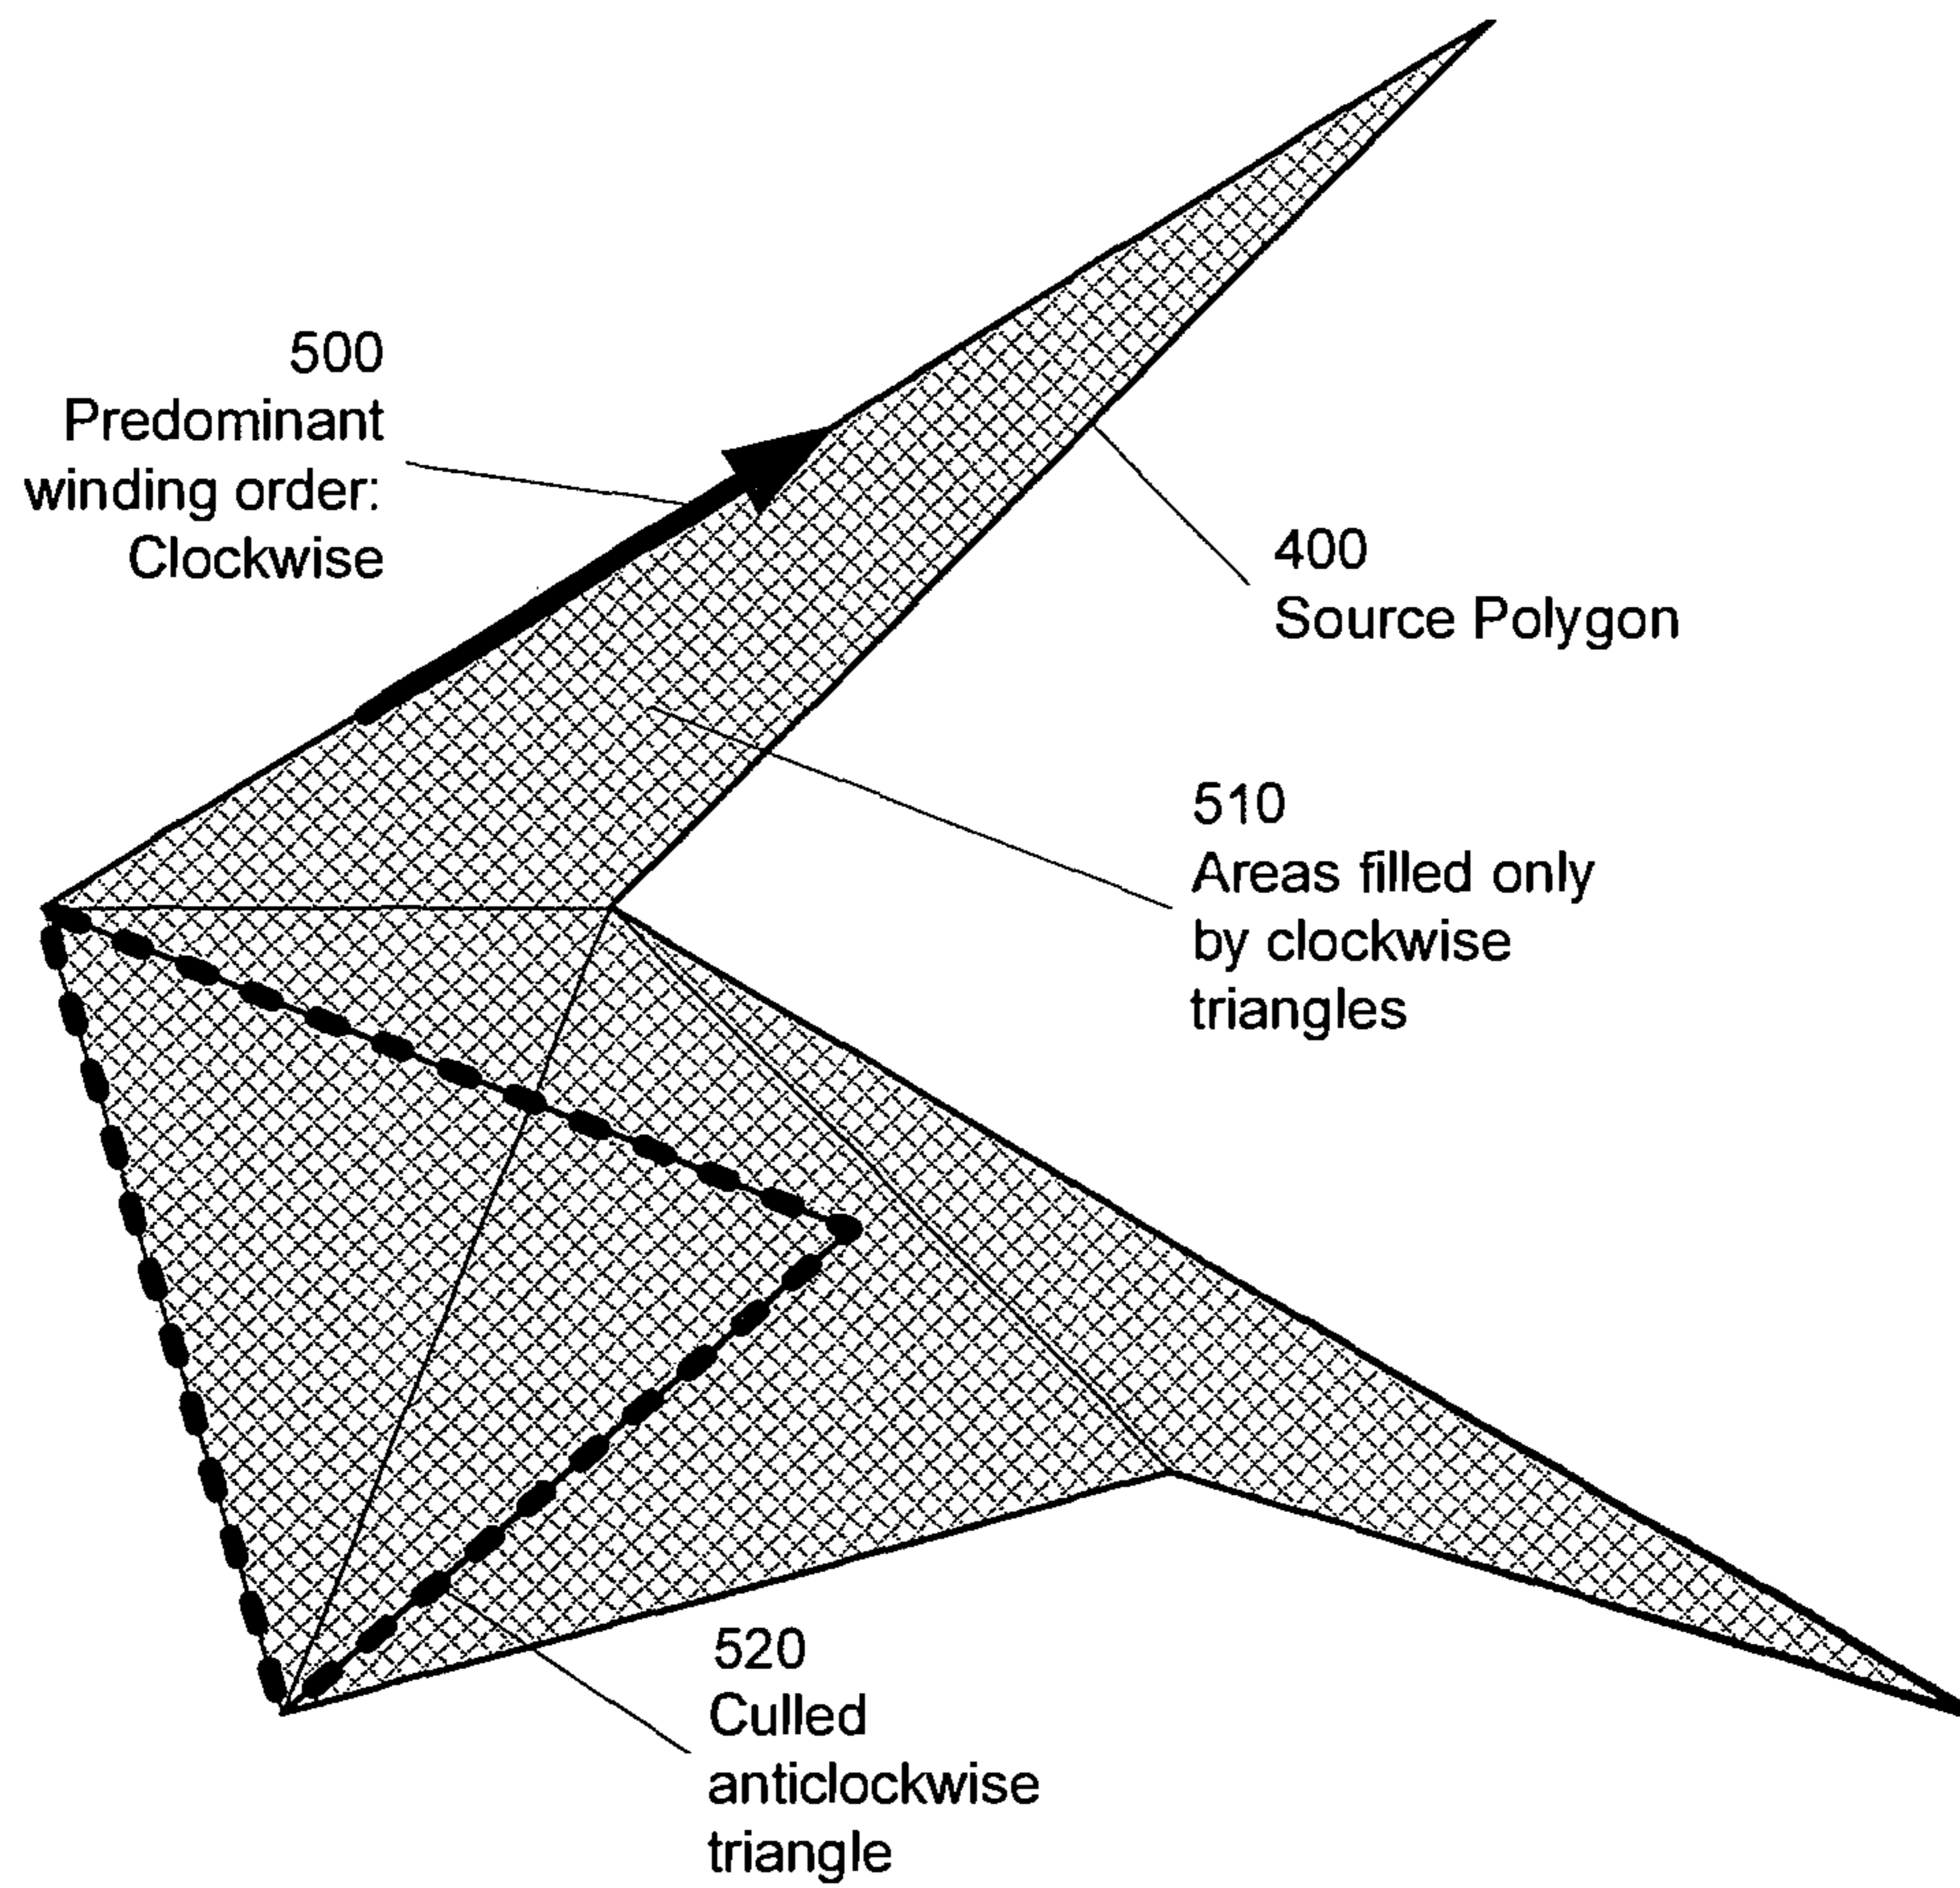 500
Predominant
winding order:
Clockwise
400
Source Polygon
510
Areas filled only
by clockwise
triangles
520
Culled
anticlockwise
triangle